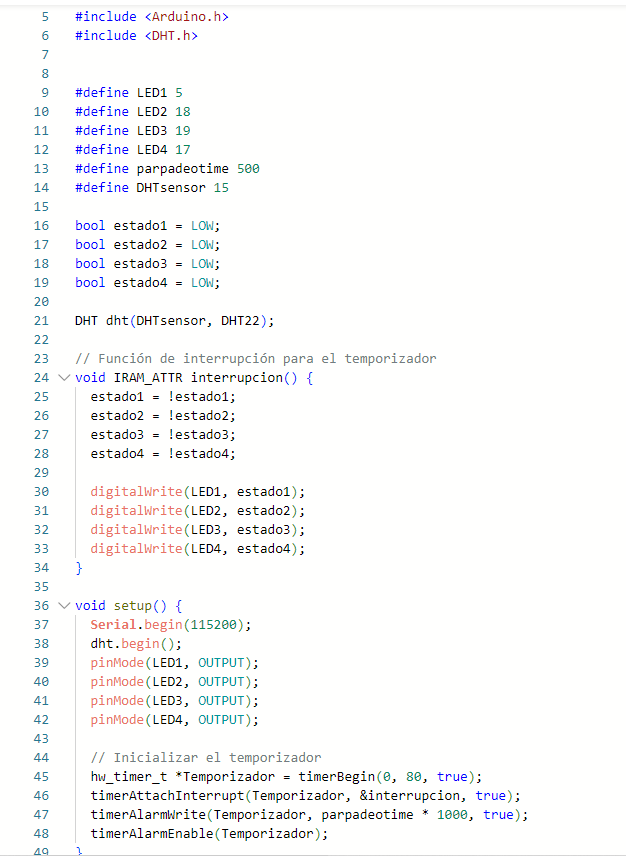 5 #include <Arduino.h>
6 #include <DHT.h>
7
8
9 #define LED1 5
10 #define LED2 18
11 #define LED3 19
12 #define LED4 17
13 #define parpadeotime 500
14 #define DHTsensor 15
15
16 bool estado1 = LOW;
17 bool estado2 = LOW;
18 bool estado3 = LOW;
19 bool estado4 = LOW;
20
21 DHT dht(DHTsensor, DHT22);
22
23 // Función de interrupción para el temporizador
24 void IRAM_ATTR interrupcion() {
25 estado1 = !estado1;
26 estado2 = !estado2;
27 estado3 = !estado3;
28 estado4 = !estado4;
29
30 digitalWrite(LED1, estado1);
31 digitalWrite(LED2, estado2);
32 digitalWrite(LED3, estado3);
33 digitalWrite(LED4, estado4);
34 }
35
36 void setup() {
37 Serial.begin(115200);
38 dht.begin();
39 pinMode(LED1, OUTPUT);
40 pinMode(LED2, OUTPUT);
41 pinMode(LED3, OUTPUT);
42 pinMode(LED4, OUTPUT);
43
44 // Inicializar el temporizador
45 hw_timer_t *Temporizador = timerBegin(0, 80, true);
46 timerAttachInterrupt(Temporizador, &interrupcion, true);
47 timerAlarmWrite(Temporizador, parpadeotime * 1000, true);
48 timerAlarmEnable(Temporizador);
49 }